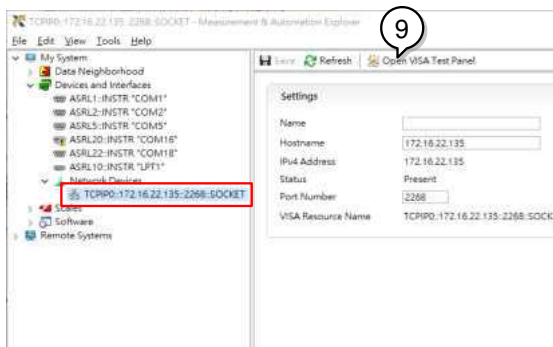 TCPIP0::172.16.22.135::2268::SOCKET - Measurement & Automation Explorer
File Edit View Tools Help
9
My System
Data Neighborhood
Devices and Interfaces
ASRL1::INSTR "COM1"
ASRL2::INSTR "COM2"
ASRL5::INSTR "COM5"
ASRL20::INSTR "COM16"
ASRL22::INSTR "COM18"
ASRL10::INSTR "LPT1"
Network Devices
TCPIP0::172.16.22.135::2268::SOCKET
Scales
Software
Remote Systems
Save Refresh Open VISA Test Panel
Settings
Name
Hostname 172.16.22.135
IPv4 Address 172.16.22.135
Status Present
Port Number 2268
VISA Resource Name TCPIP0::172.16.22.135::2268::SOCK